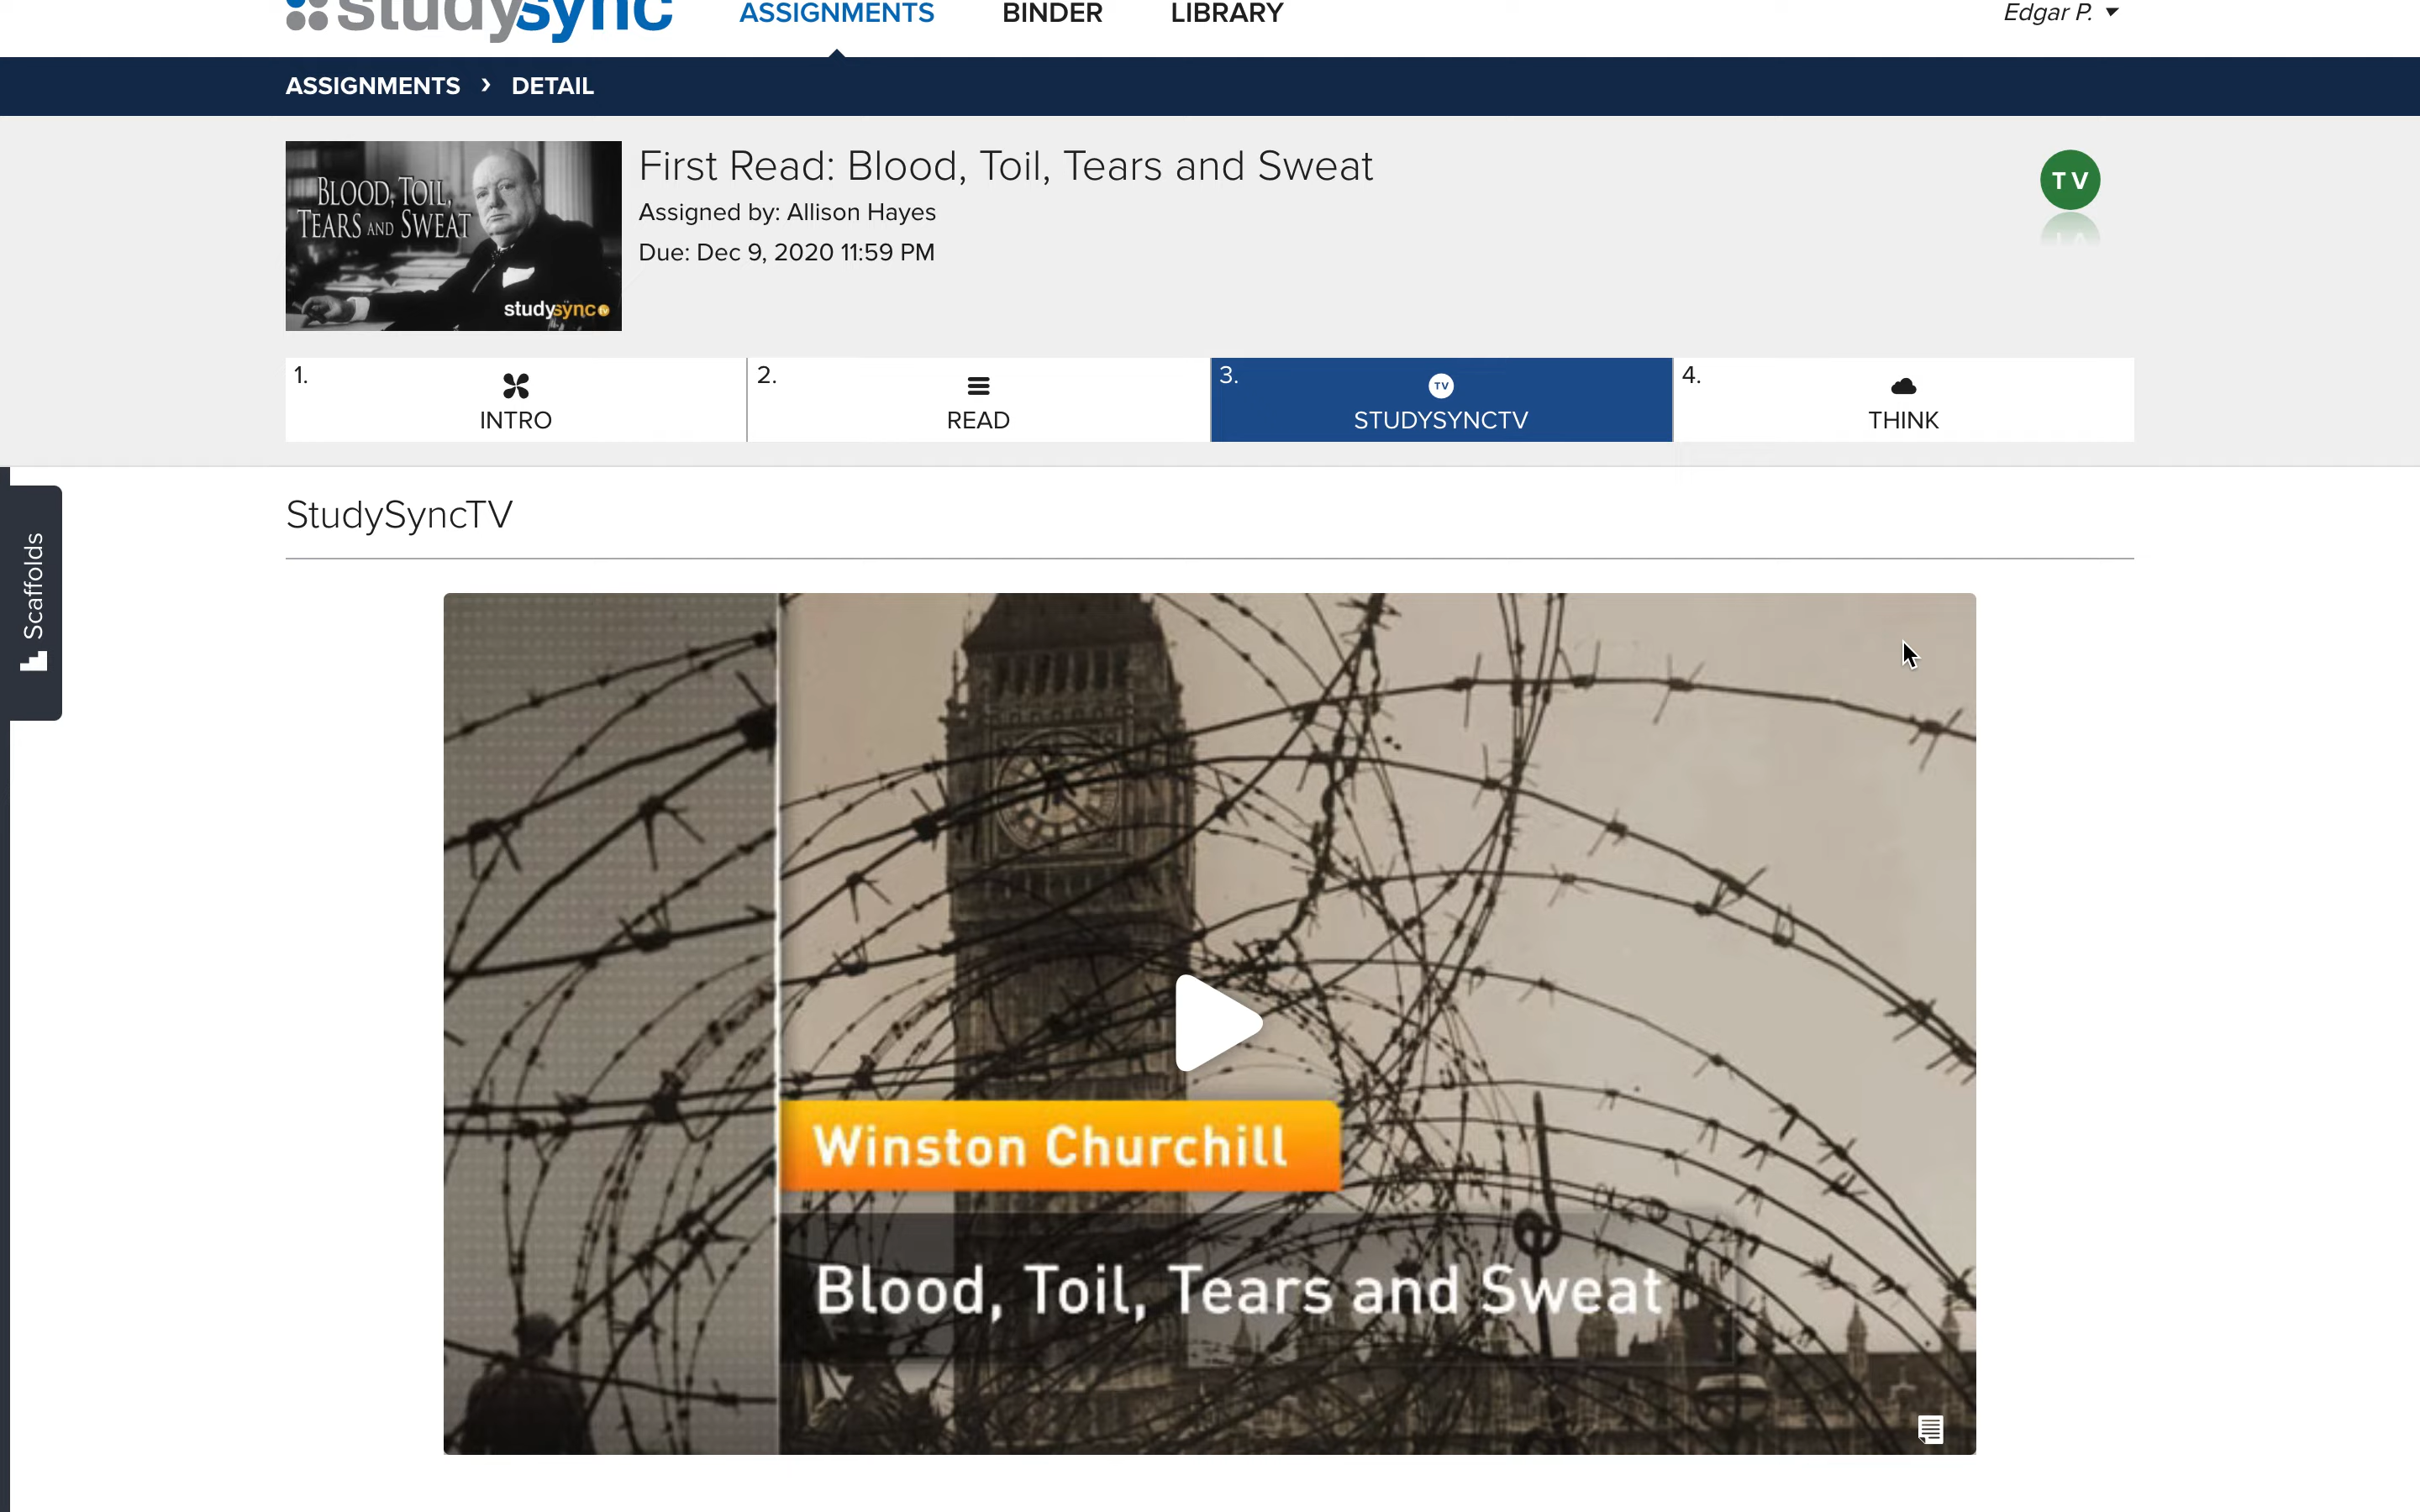 studysync
ASSIGNMENTS
BINDER
LIBRARY
Edgar P.
ASSIGNMENTS › DETAIL
BLOOD, TOIL,
TEARS AND SWEAT
studysync tv
First Read: Blood, Toil, Tears and Sweat
Assigned by: Allison Hayes
Due: Dec 9, 2020 11:59 PM
TV
1.
INTRO
2.
READ
3.
TV
STUDYSYNCTV
4.
THINK
Scaffolds
StudySyncTV
Winston Churchill
Blood, Toil, Tears and Sweat